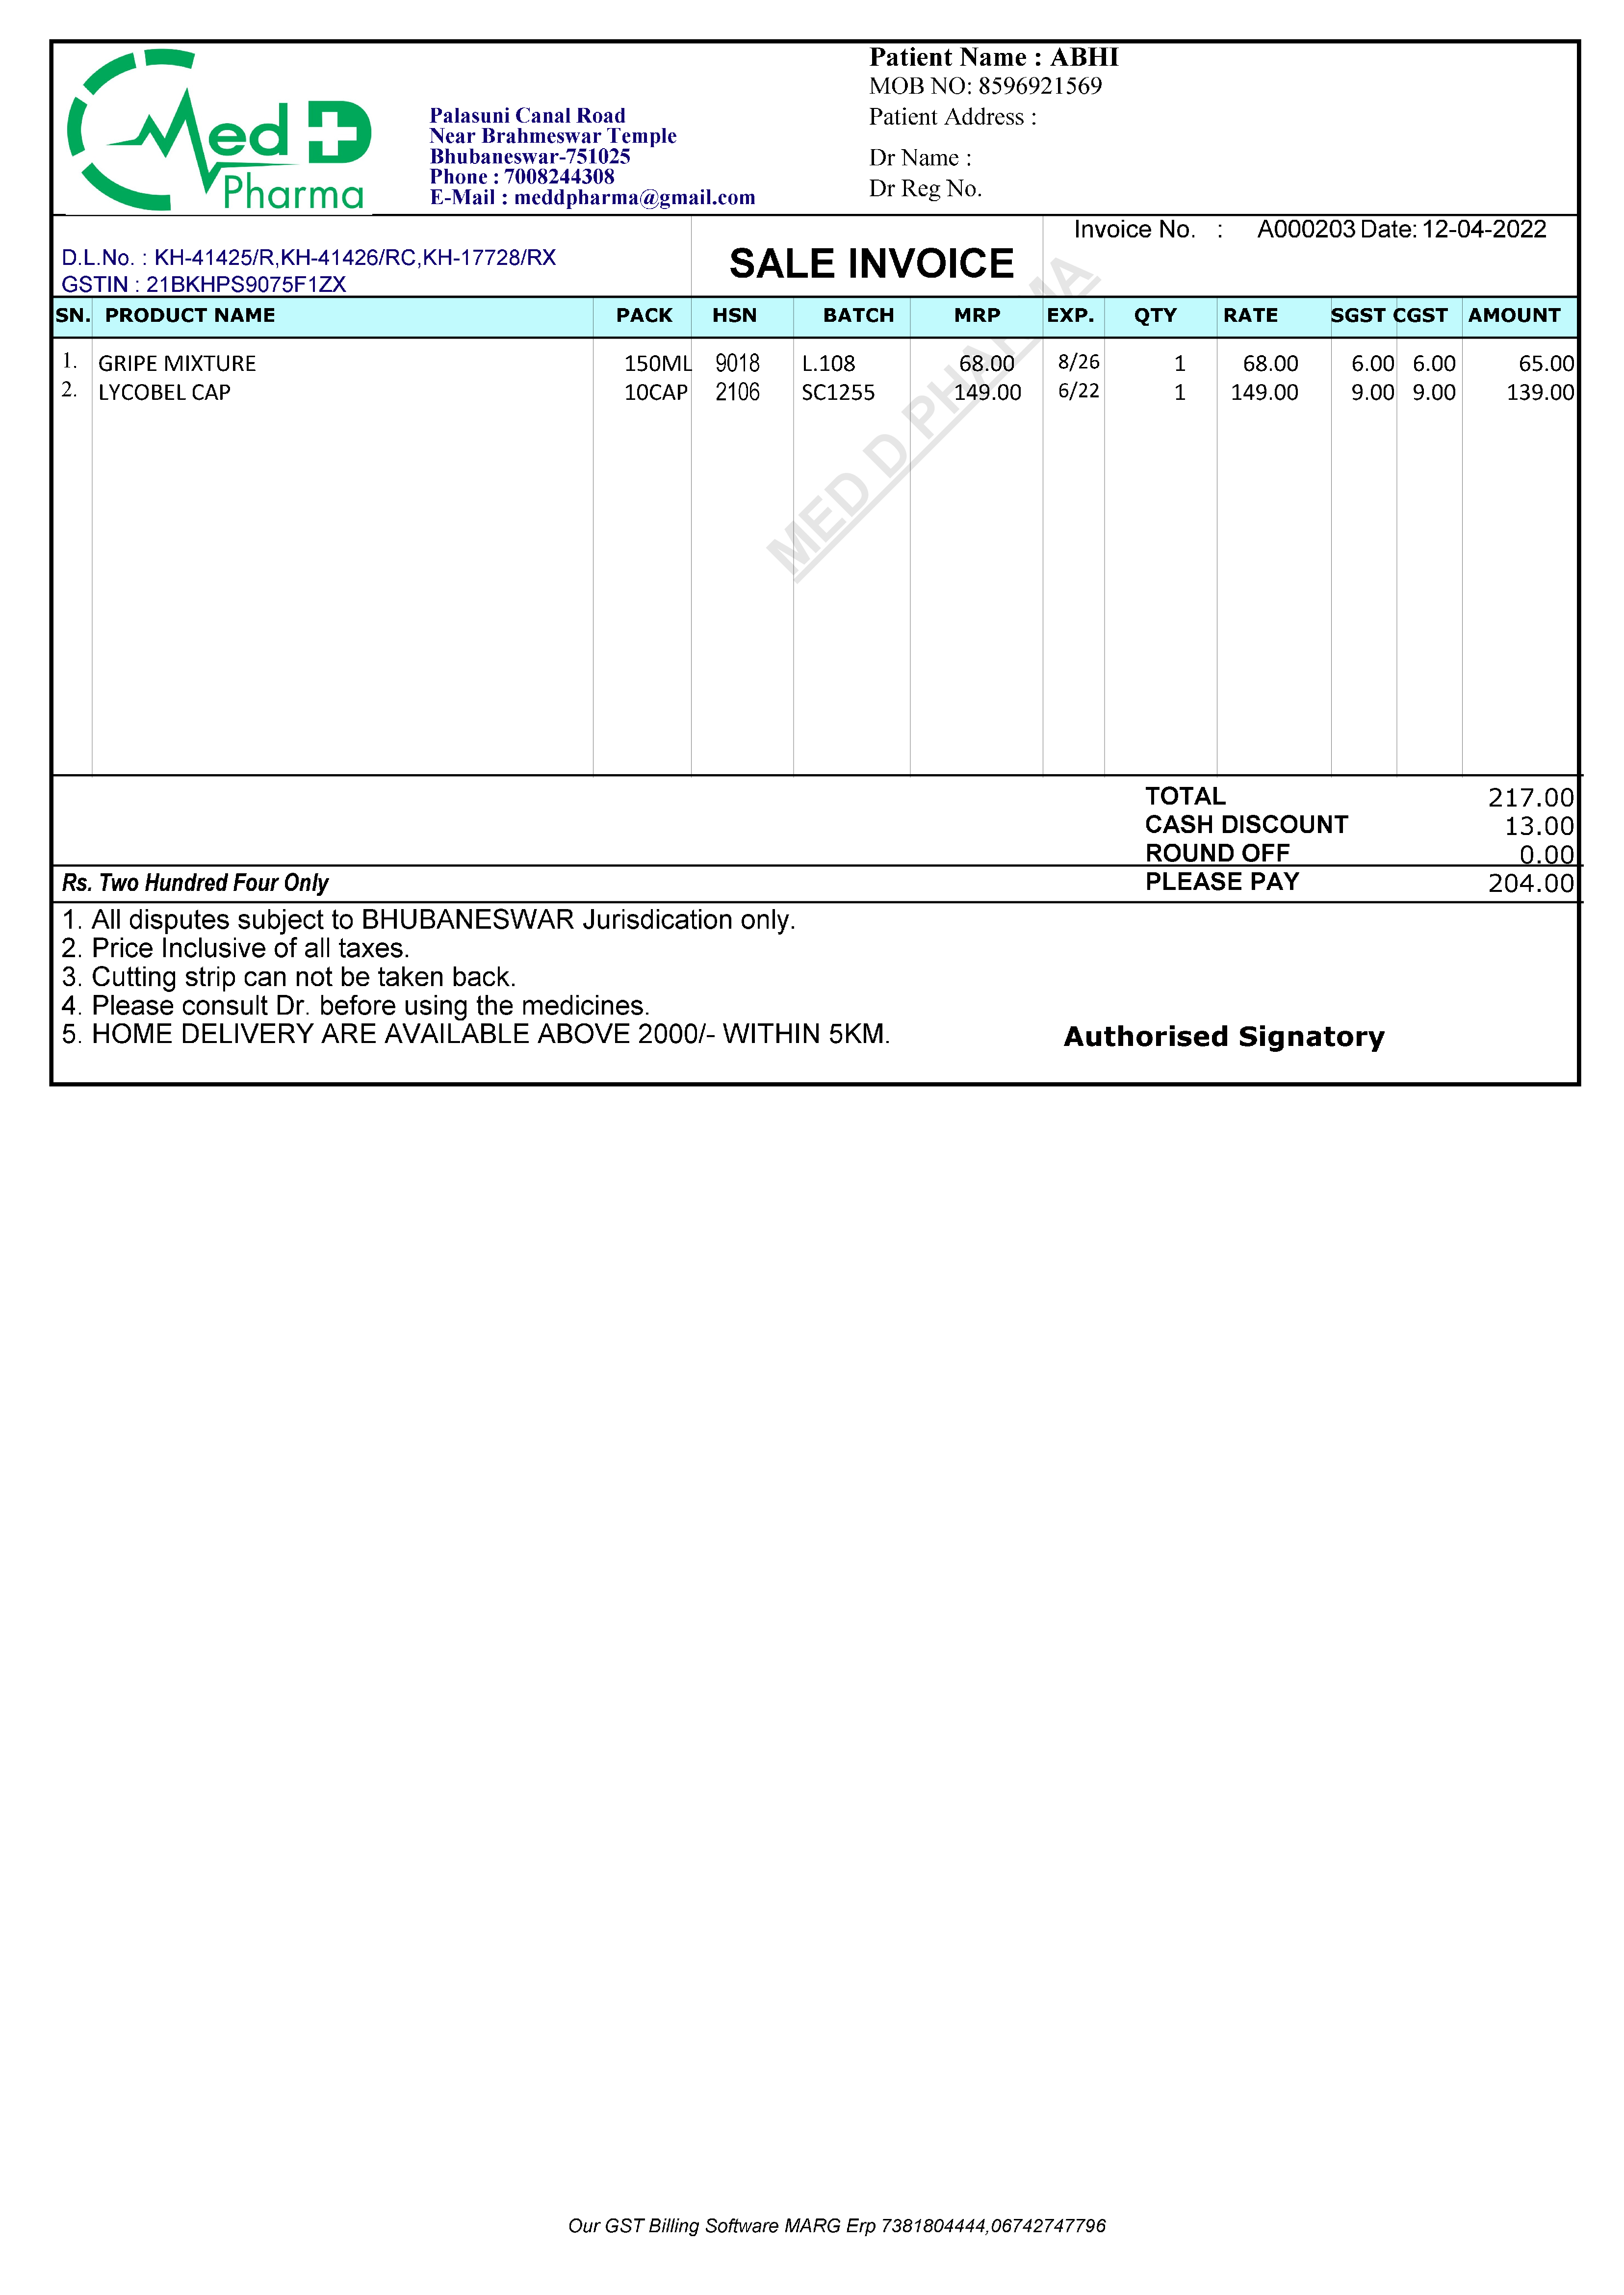 Med D
Pharma
Palasuni Canal Road
Near Brahmeswar Temple
Bhubaneswar-751025
Phone : 7008244308
E-Mail : meddpharma@gmail.com
Patient Name : ABHI
MOB NO: 8596921569
Patient Address :
Dr Name :
Dr Reg No.
D.L.No. : KH-41425/R,KH-41426/RC,KH-17728/RX
GSTIN : 21BKHPS9075F1ZX
SALE INVOICE
Invoice No. : A000203 Date: 12-04-2022
SN. PRODUCT NAME PACK HSN BATCH MRP EXP. QTY RATE SGST CGST AMOUNT
1. GRIPE MIXTURE 150ML 9018 L.108 68.00 8/26 1 68.00 6.00 6.00 65.00
2. LYCOBEL CAP 10CAP 2106 SC1255 149.00 6/22 1 149.00 9.00 9.00 139.00
MED D PHARMA
TOTAL 217.00
CASH DISCOUNT 13.00
ROUND OFF 0.00
Rs. Two Hundred Four Only PLEASE PAY 204.00
1. All disputes subject to BHUBANESWAR Jurisdication only.
2. Price Inclusive of all taxes.
3. Cutting strip can not be taken back.
4. Please consult Dr. before using the medicines.
5. HOME DELIVERY ARE AVAILABLE ABOVE 2000/- WITHIN 5KM.
Authorised Signatory
Our GST Billing Software MARG Erp 7381804444,06742747796